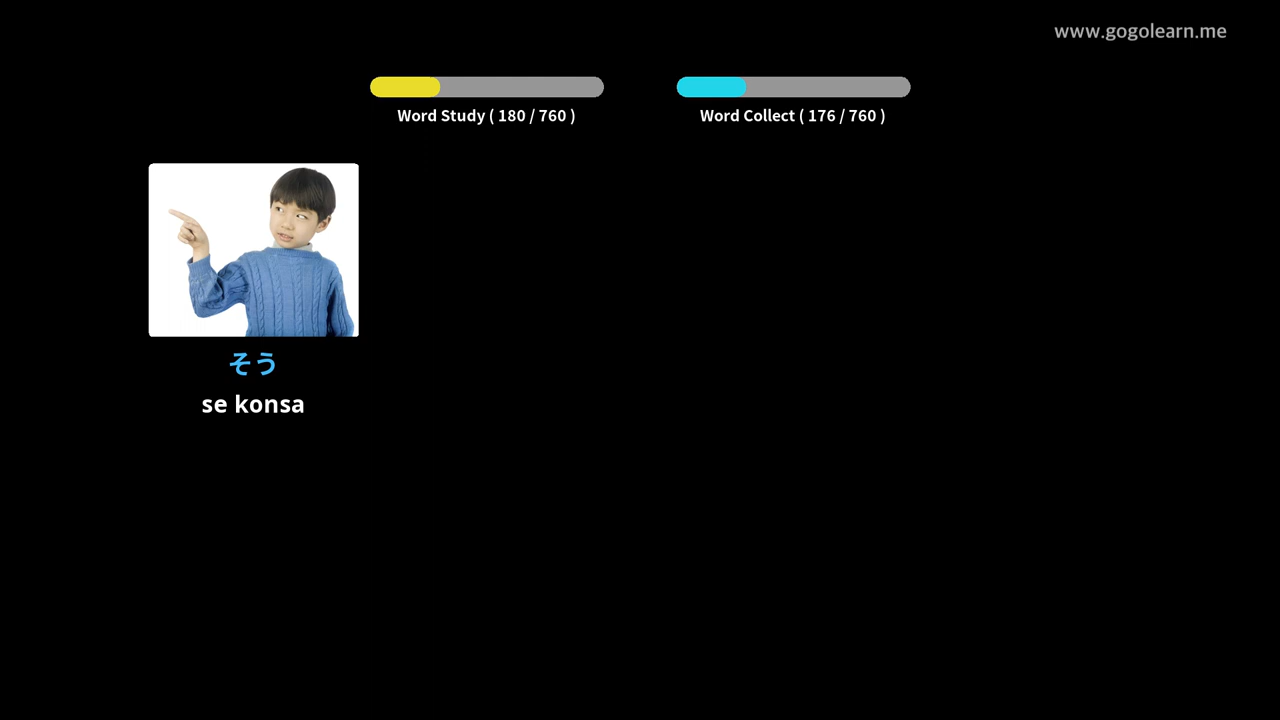 www.gogolearn.me
Word Study ( 180 / 760 )
Word Collect ( 176 / 760 )
そう
se konsa